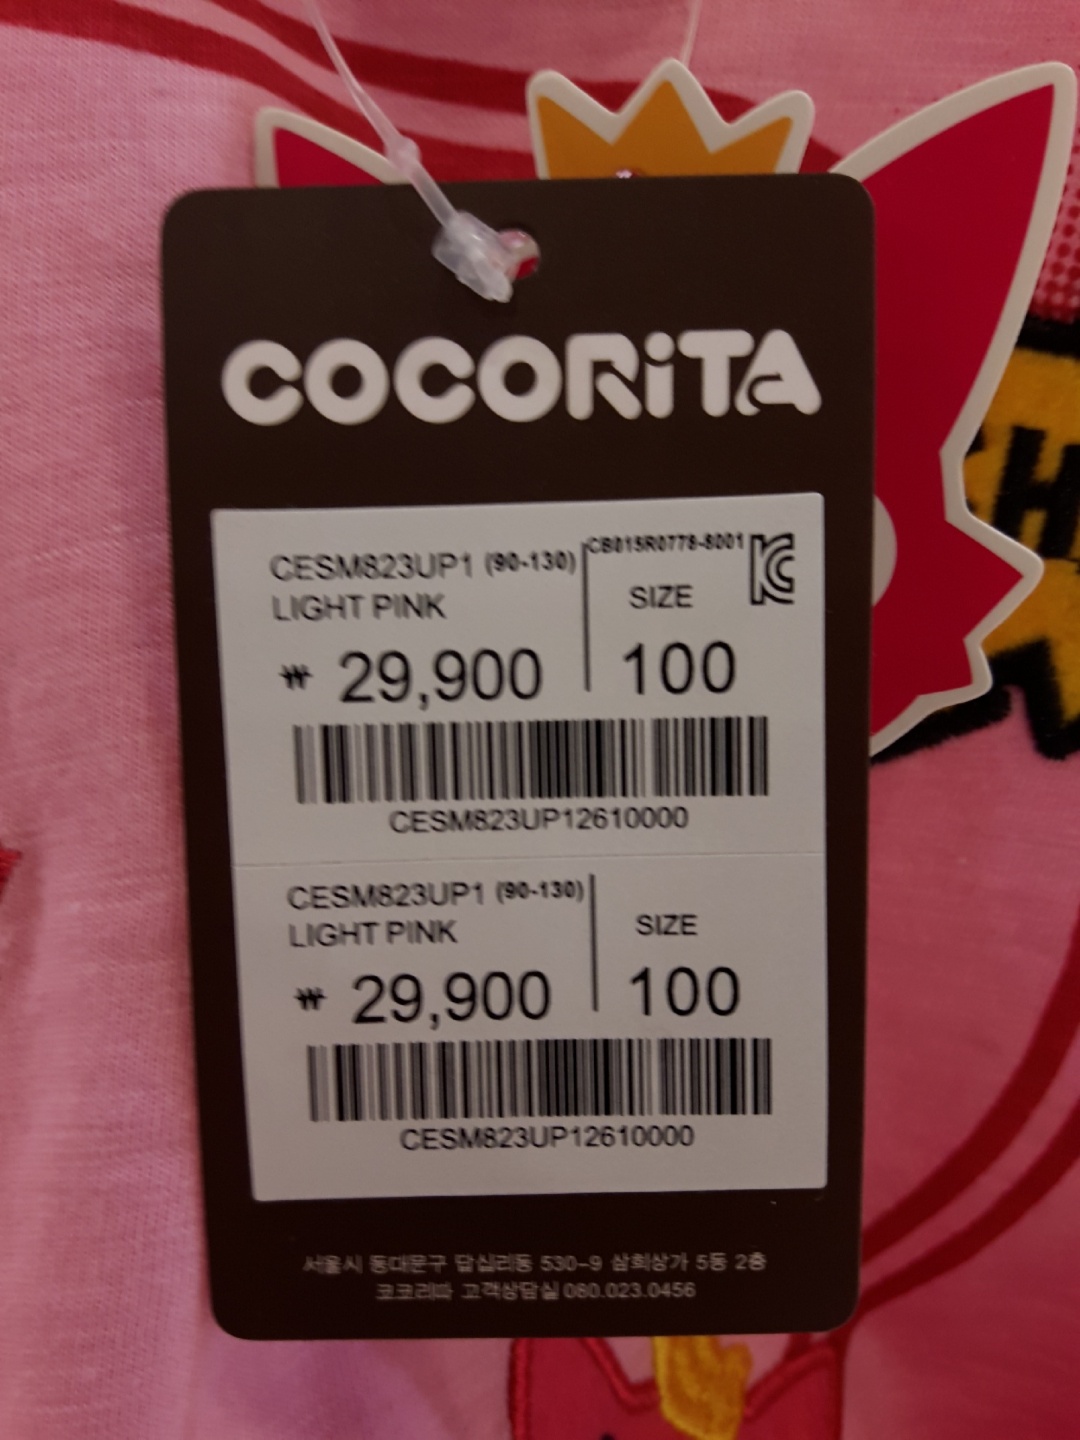 COCORiTA
CESM823UP1 (90-130)
CB015R0778-8001
LIGHT PINK
SIZE
₩ 29,900
100
CESM823UP12610000
CESM823UP1 (90-130)
LIGHT PINK
SIZE
₩ 29,900
100
CESM823UP12610000
서울시 동대문구 답십리동 530-9 삼희상가 5동 2층
코코리따 고객상담실 080.023.0456
H